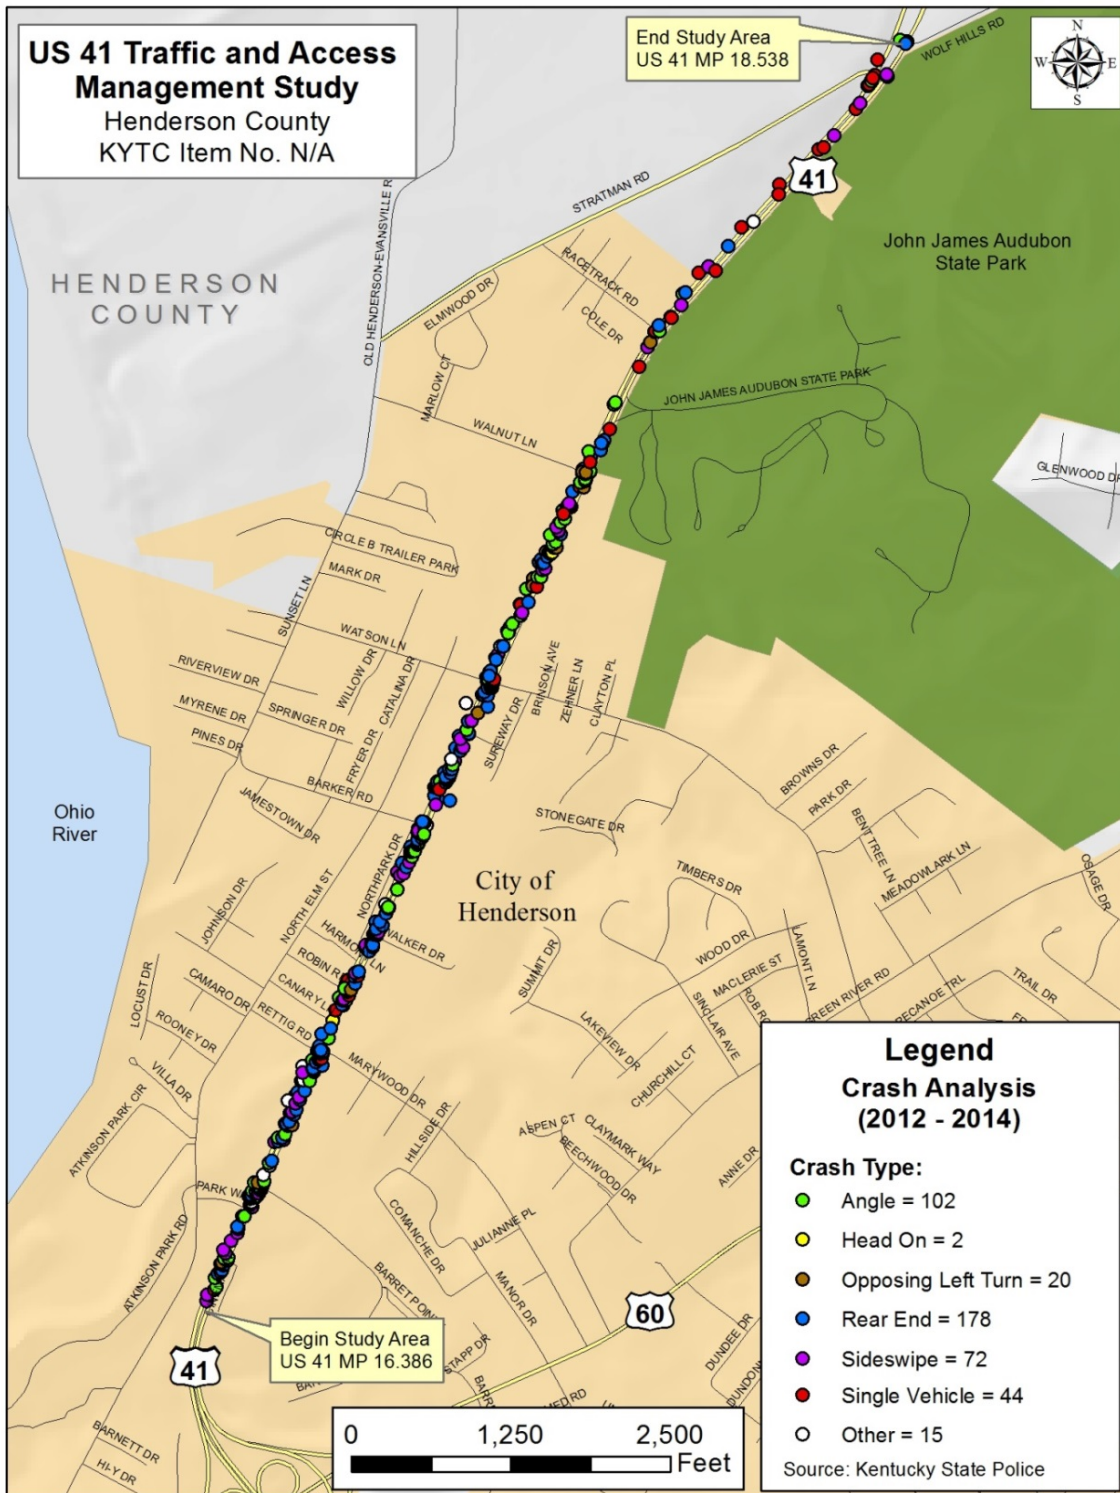 US 41 Traffic and Access
Management Study
Henderson County
KYTC Item No. N/A
End Study Area
US 41 MP 18.538
WOLF HILLS RD
N
W
E
S
41
STRATMAN RD
John James Audubon
State Park
HENDERSON
COUNTY
OLD HENDERSON-EVANSVILLE R
RACETRACK RD
ELMWOOD DR
COLE DR
MARLOW CT
JOHN JAMES AUDUBON STATE PARK
WALNUT LN
GLENWOOD DR
CIRCLE B TRAILER PARK
MARK DR
SUNSET LN
WATSON LN
RIVERVIEW DR
WILLOW DR
CATALINA DR
BRINSON AVE
ZEHNER LN
CLAYTON PL
MYRENE DR
SPRINGER DR
SUREWAY DR
PINES DR
FRYER DR
BARKER RD
JAMESTOWN DR
BROWNS DR
PARK DR
STONEGATE DR
BENT TREE LN
Ohio
River
NORTHPARK DR
MEADOWLARK LN
OSAGE DR
TIMBERS DR
City of
Henderson
JOHNSON DR
NORTH ELM ST
HARMO
LN
WALKER DR
WOOD DR
LAMONT LN
ROBIN R
SUMMIT DR
MACLERIE ST
LOCUST DR
CAMARO DR
CANARY L
RETTIG RD
SINCLAIR AVE
ROB RO
GREEN RIVER RD
ECANOE TRL
TRAIL DR
ROONEY DR
LAKEVIEW DR
VILLA DR
MARYWOOD DR
CHURCHILL CT
ATKINSON PARK CIR
HILLSIDE DR
ASPEN CT
CLAYMARK WAY
BEECHWOOD DR
ANNE DR
PARK WA
COMANCHE DR
JULIANNE PL
ATKINSON PARK RD
BARRET POIN
MANOR DR
60
Begin Study Area
US 41 MP 16.386
STAPP DR
DUNDEE DR
DUNDON
41
BARNETT DR
HI-Y DR
MED RD
0
1,250
2,500
Feet
Legend
Crash Analysis
(2012 - 2014)
Crash Type:
Angle = 102
Head On = 2
Opposing Left Turn = 20
Rear End = 178
Sideswipe = 72
Single Vehicle = 44
Other = 15
Source: Kentucky State Police